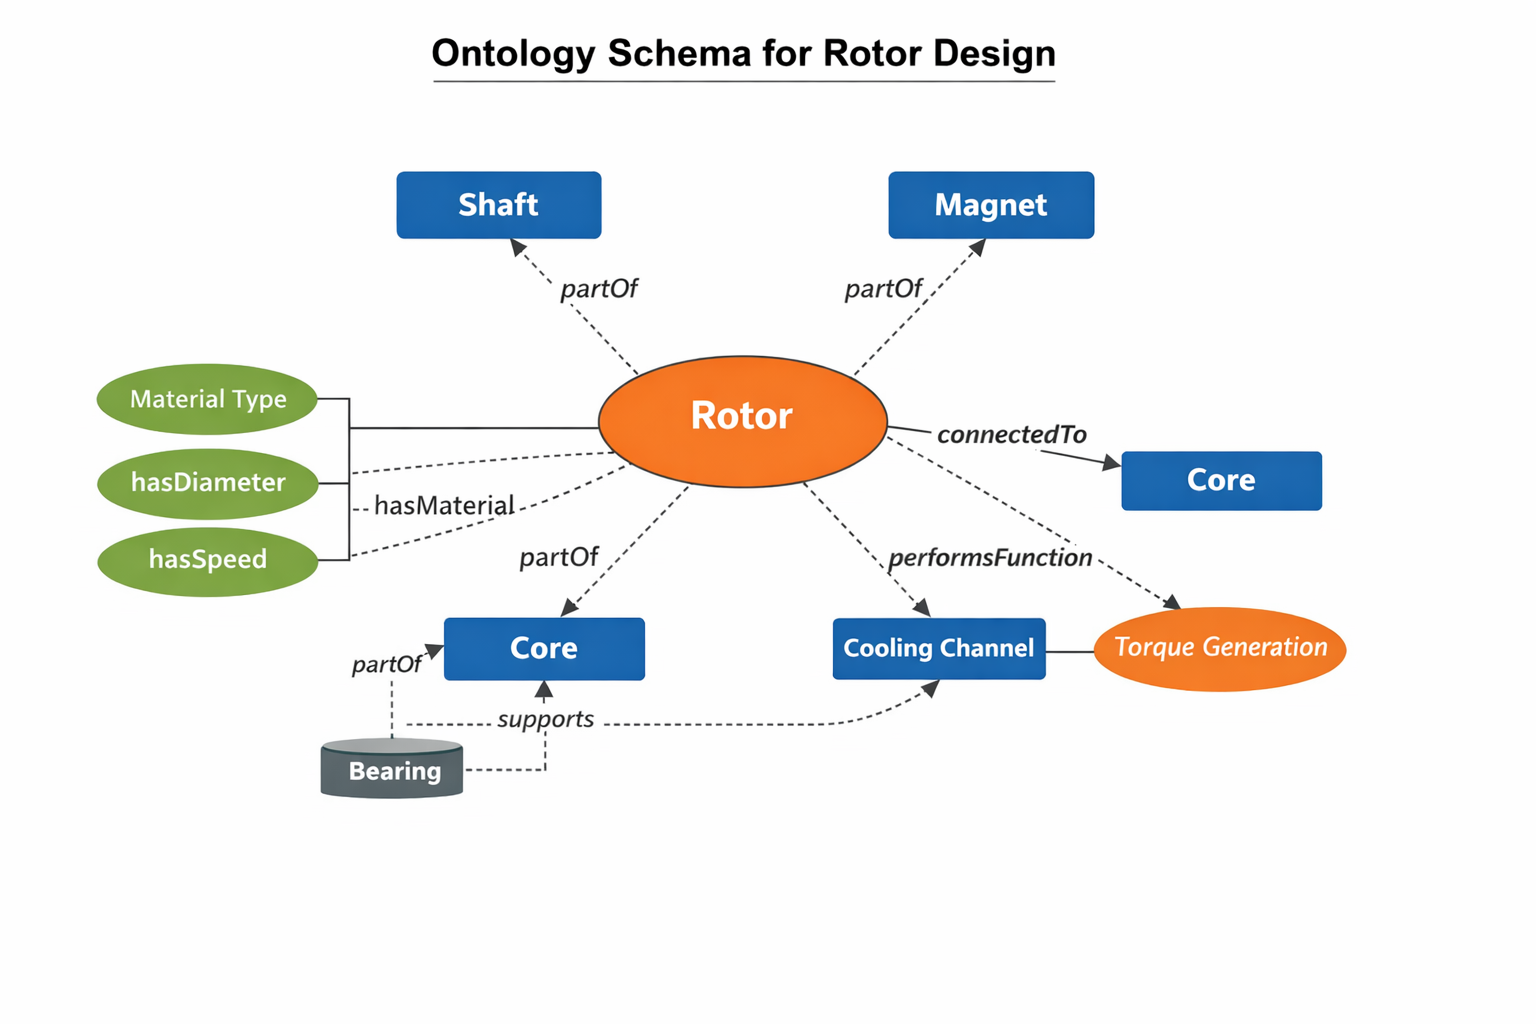 Ontology Schema for Rotor Design
Shaft
Magnet
partOf
partOf
Material Type
Rotor
connectedTo
hasDiameter
Core
hasMaterial
hasSpeed
partOf
performsFunction
Core
Cooling Channel
Torque Generation
partOf
supports
Bearing